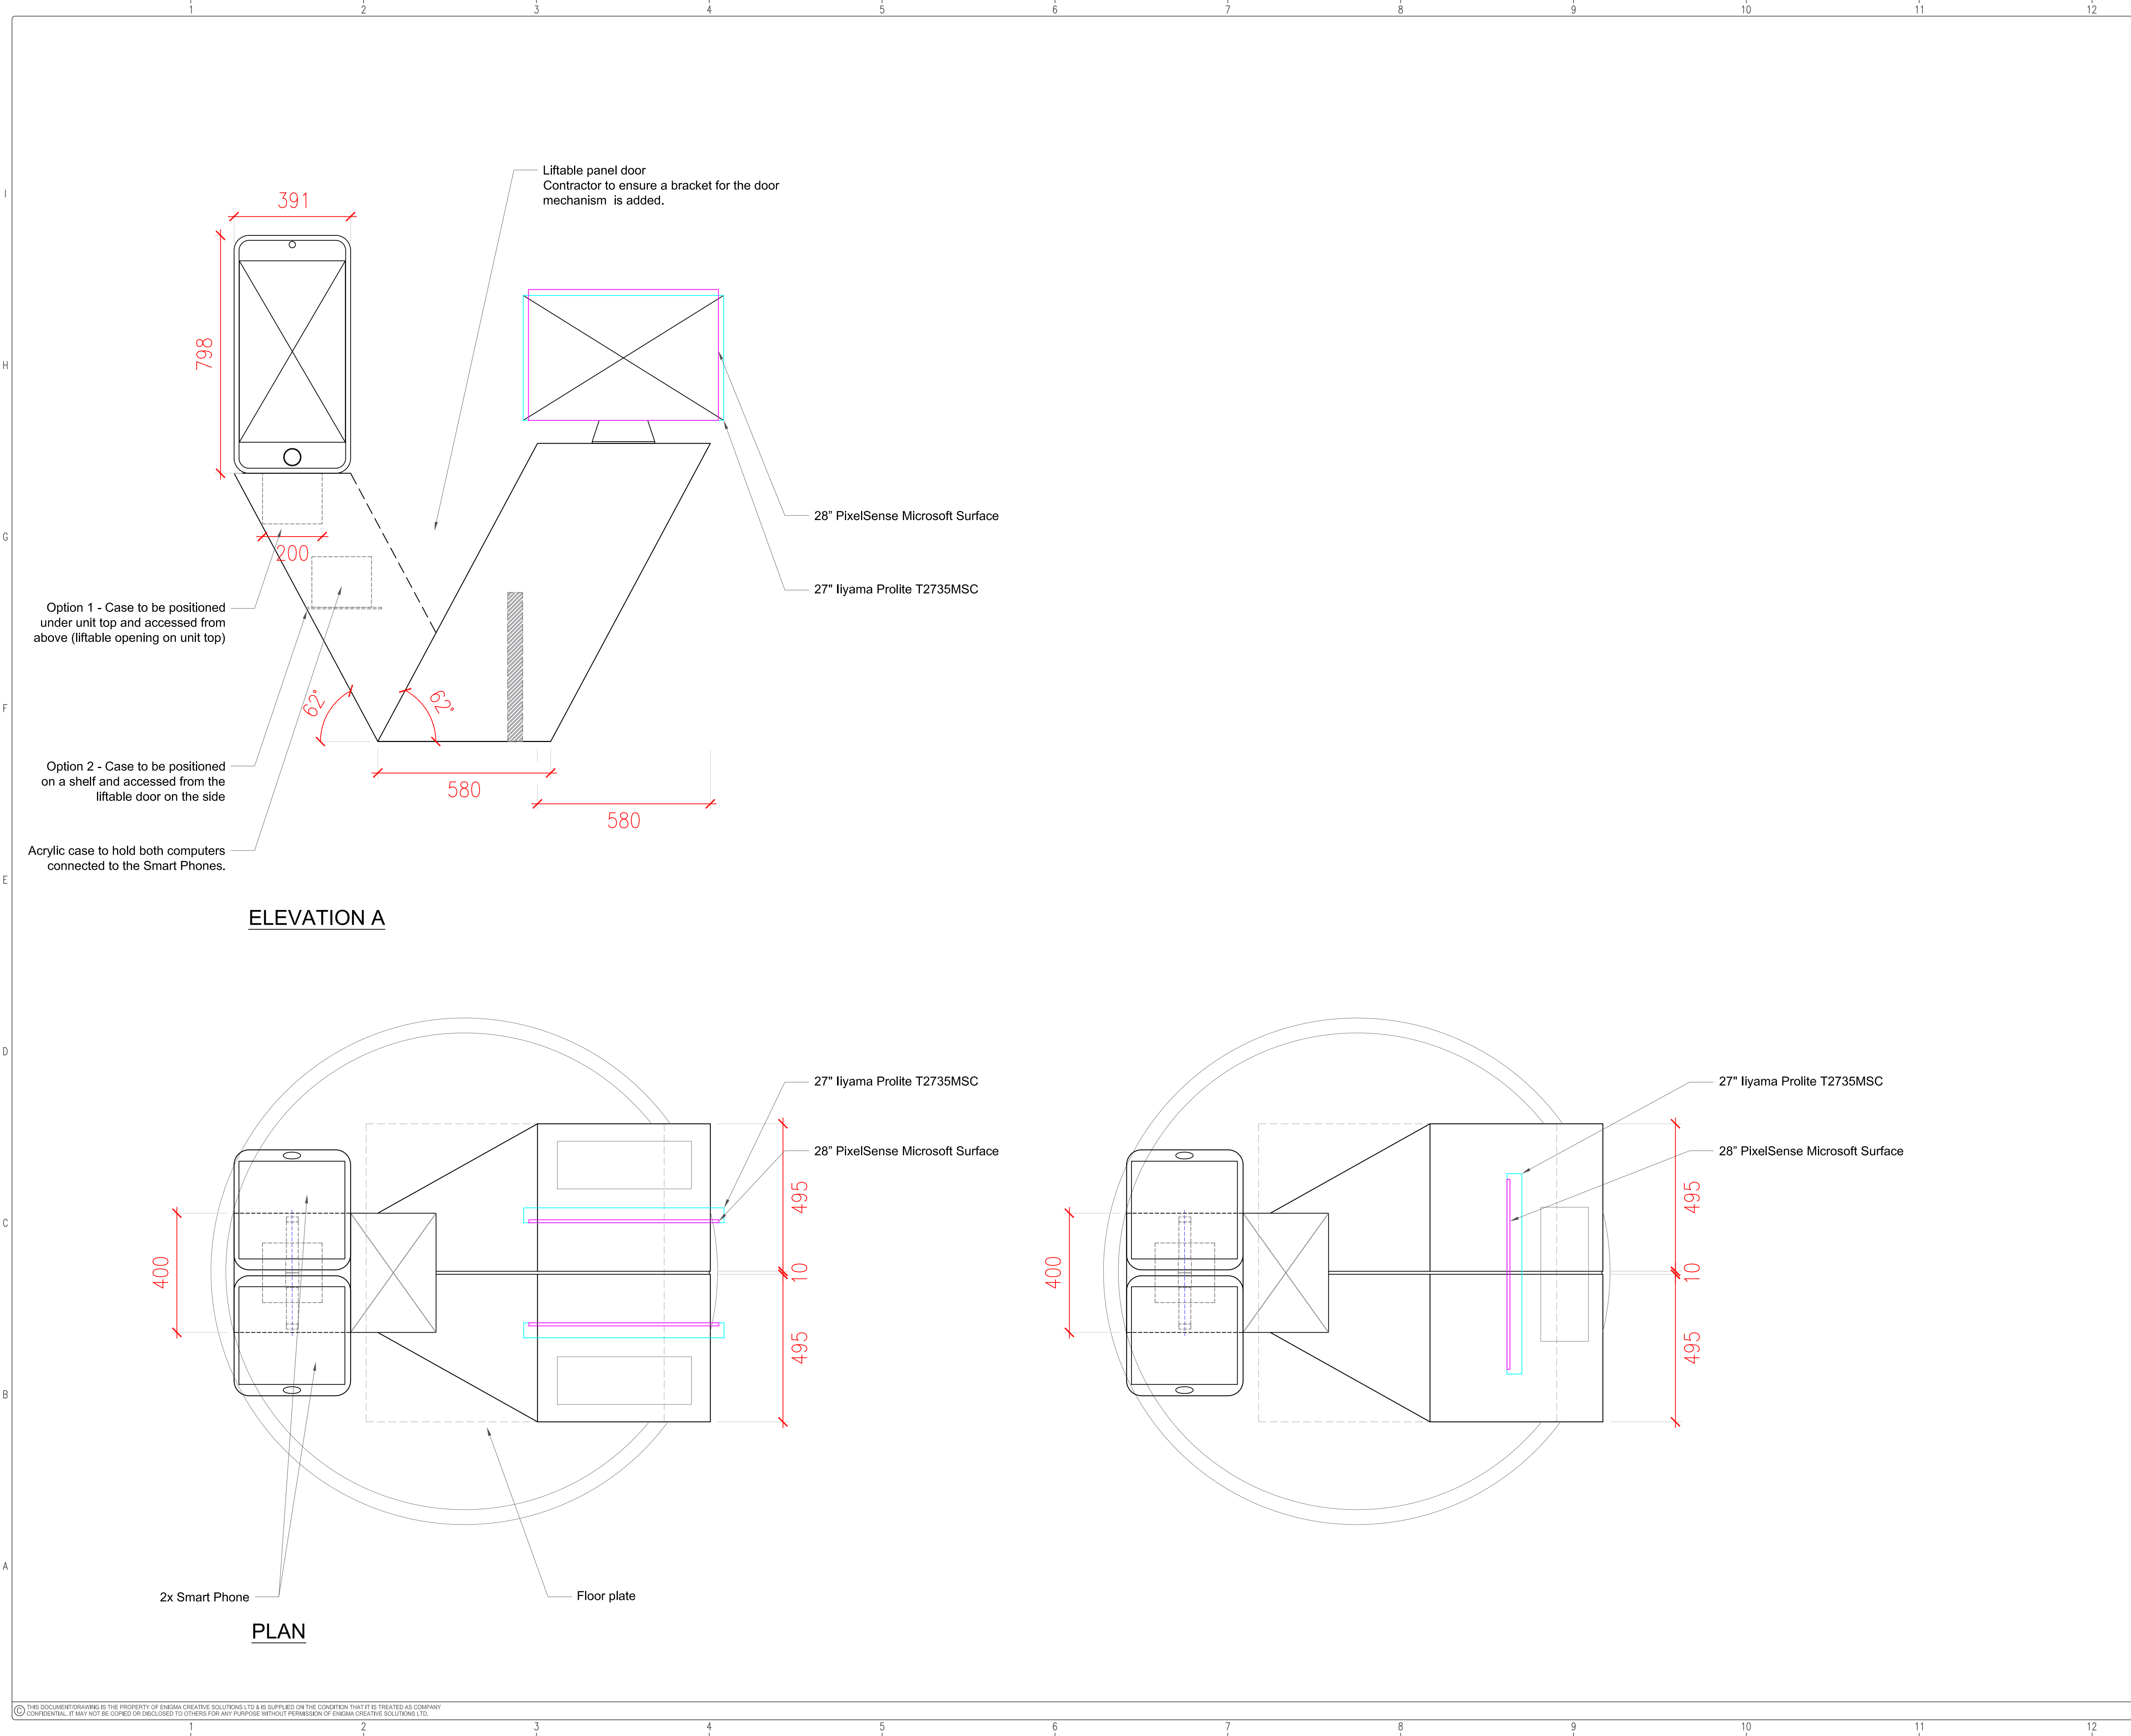 1 2 3 4 5 6 7 8 9 10 11 12
I
H
G
F
E
D
C
B
A
Liftable panel door
Contractor to ensure a bracket for the door
mechanism is added.
391
798
200
28" PixelSense Microsoft Surface
27" Iiyama Prolite T2735MSC
Option 1 - Case to be positioned
under unit top and accessed from
above (liftable opening on unit top)
62°
62°
Option 2 - Case to be positioned
on a shelf and accessed from the
liftable door on the side
580
580
Acrylic case to hold both computers
connected to the Smart Phones.
ELEVATION A
27" Iiyama Prolite T2735MSC
28" PixelSense Microsoft Surface
495
400
10
495
2x Smart Phone
Floor plate
PLAN
27" Iiyama Prolite T2735MSC
28" PixelSense Microsoft Surface
495
400
10
495
© THIS DOCUMENT/DRAWING IS THE PROPERTY OF ENIGMA CREATIVE SOLUTIONS LTD & IS SUPPLIED ON THE CONDITION THAT IT IS TREATED AS COMPANY
CONFIDENTIAL. IT MAY NOT BE COPIED OR DISCLOSED TO OTHERS FOR ANY PURPOSE WITHOUT PERMISSION OF ENIGMA CREATIVE SOLUTIONS LTD,
1 2 3 4 5 6 7 8 9 10 11 12